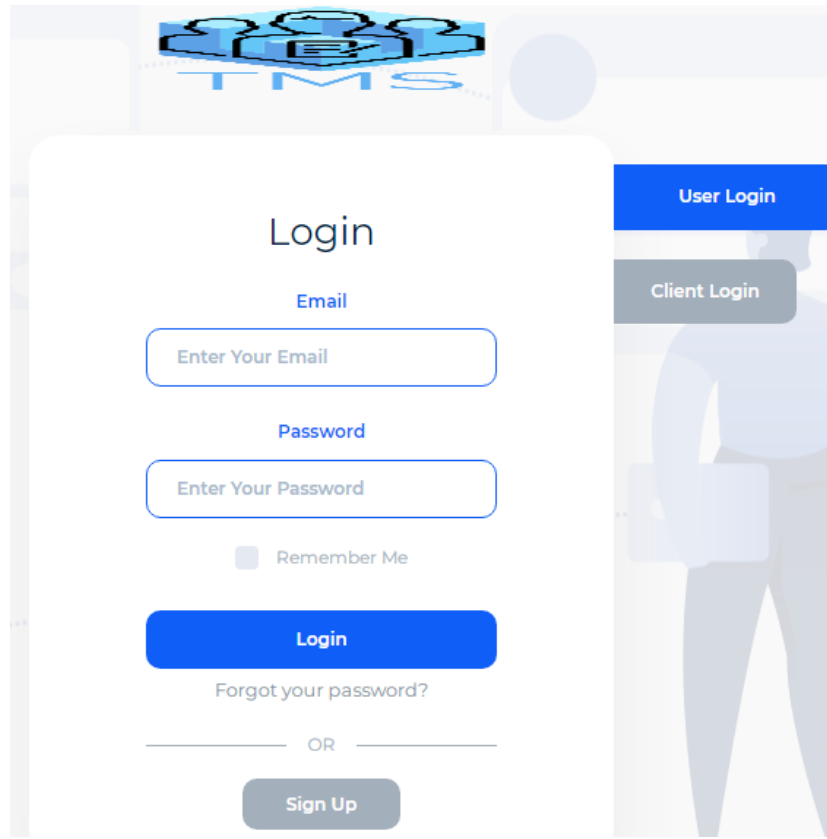 TMS
Login
User Login
Client Login
Email
Enter Your Email
Password
Enter Your Password
Remember Me
Login
Forgot your password?
OR
Sign Up